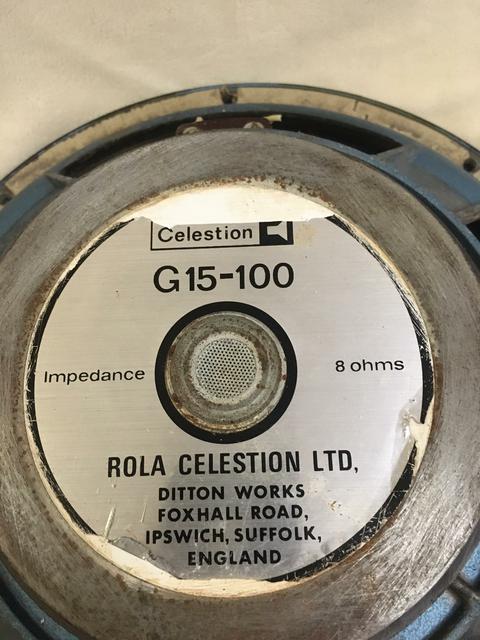 Celestion
G15-100
Impedance
8 ohms
ROLA CELESTION LTD,
DITTON WORKS
FOXHALL ROAD,
IPSWICH, SUFFOLK,
ENGLAND